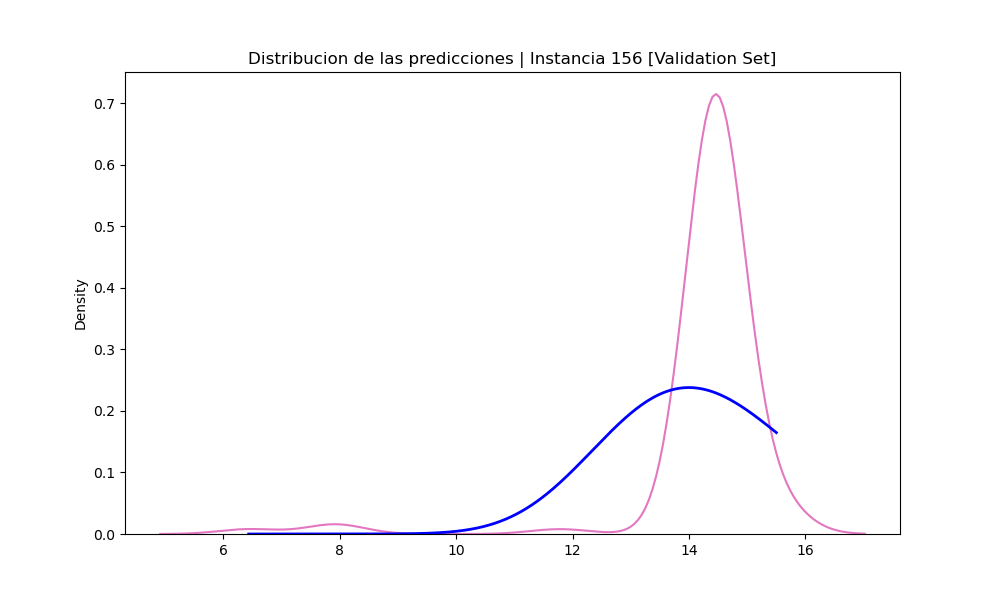 Distribucion de las predicciones | Instancia 156 [Validation Set]
0.7
0.6
0.5
0.4
0.3
0.2
0.1
0.0
Density
6 8 10 12 14 16